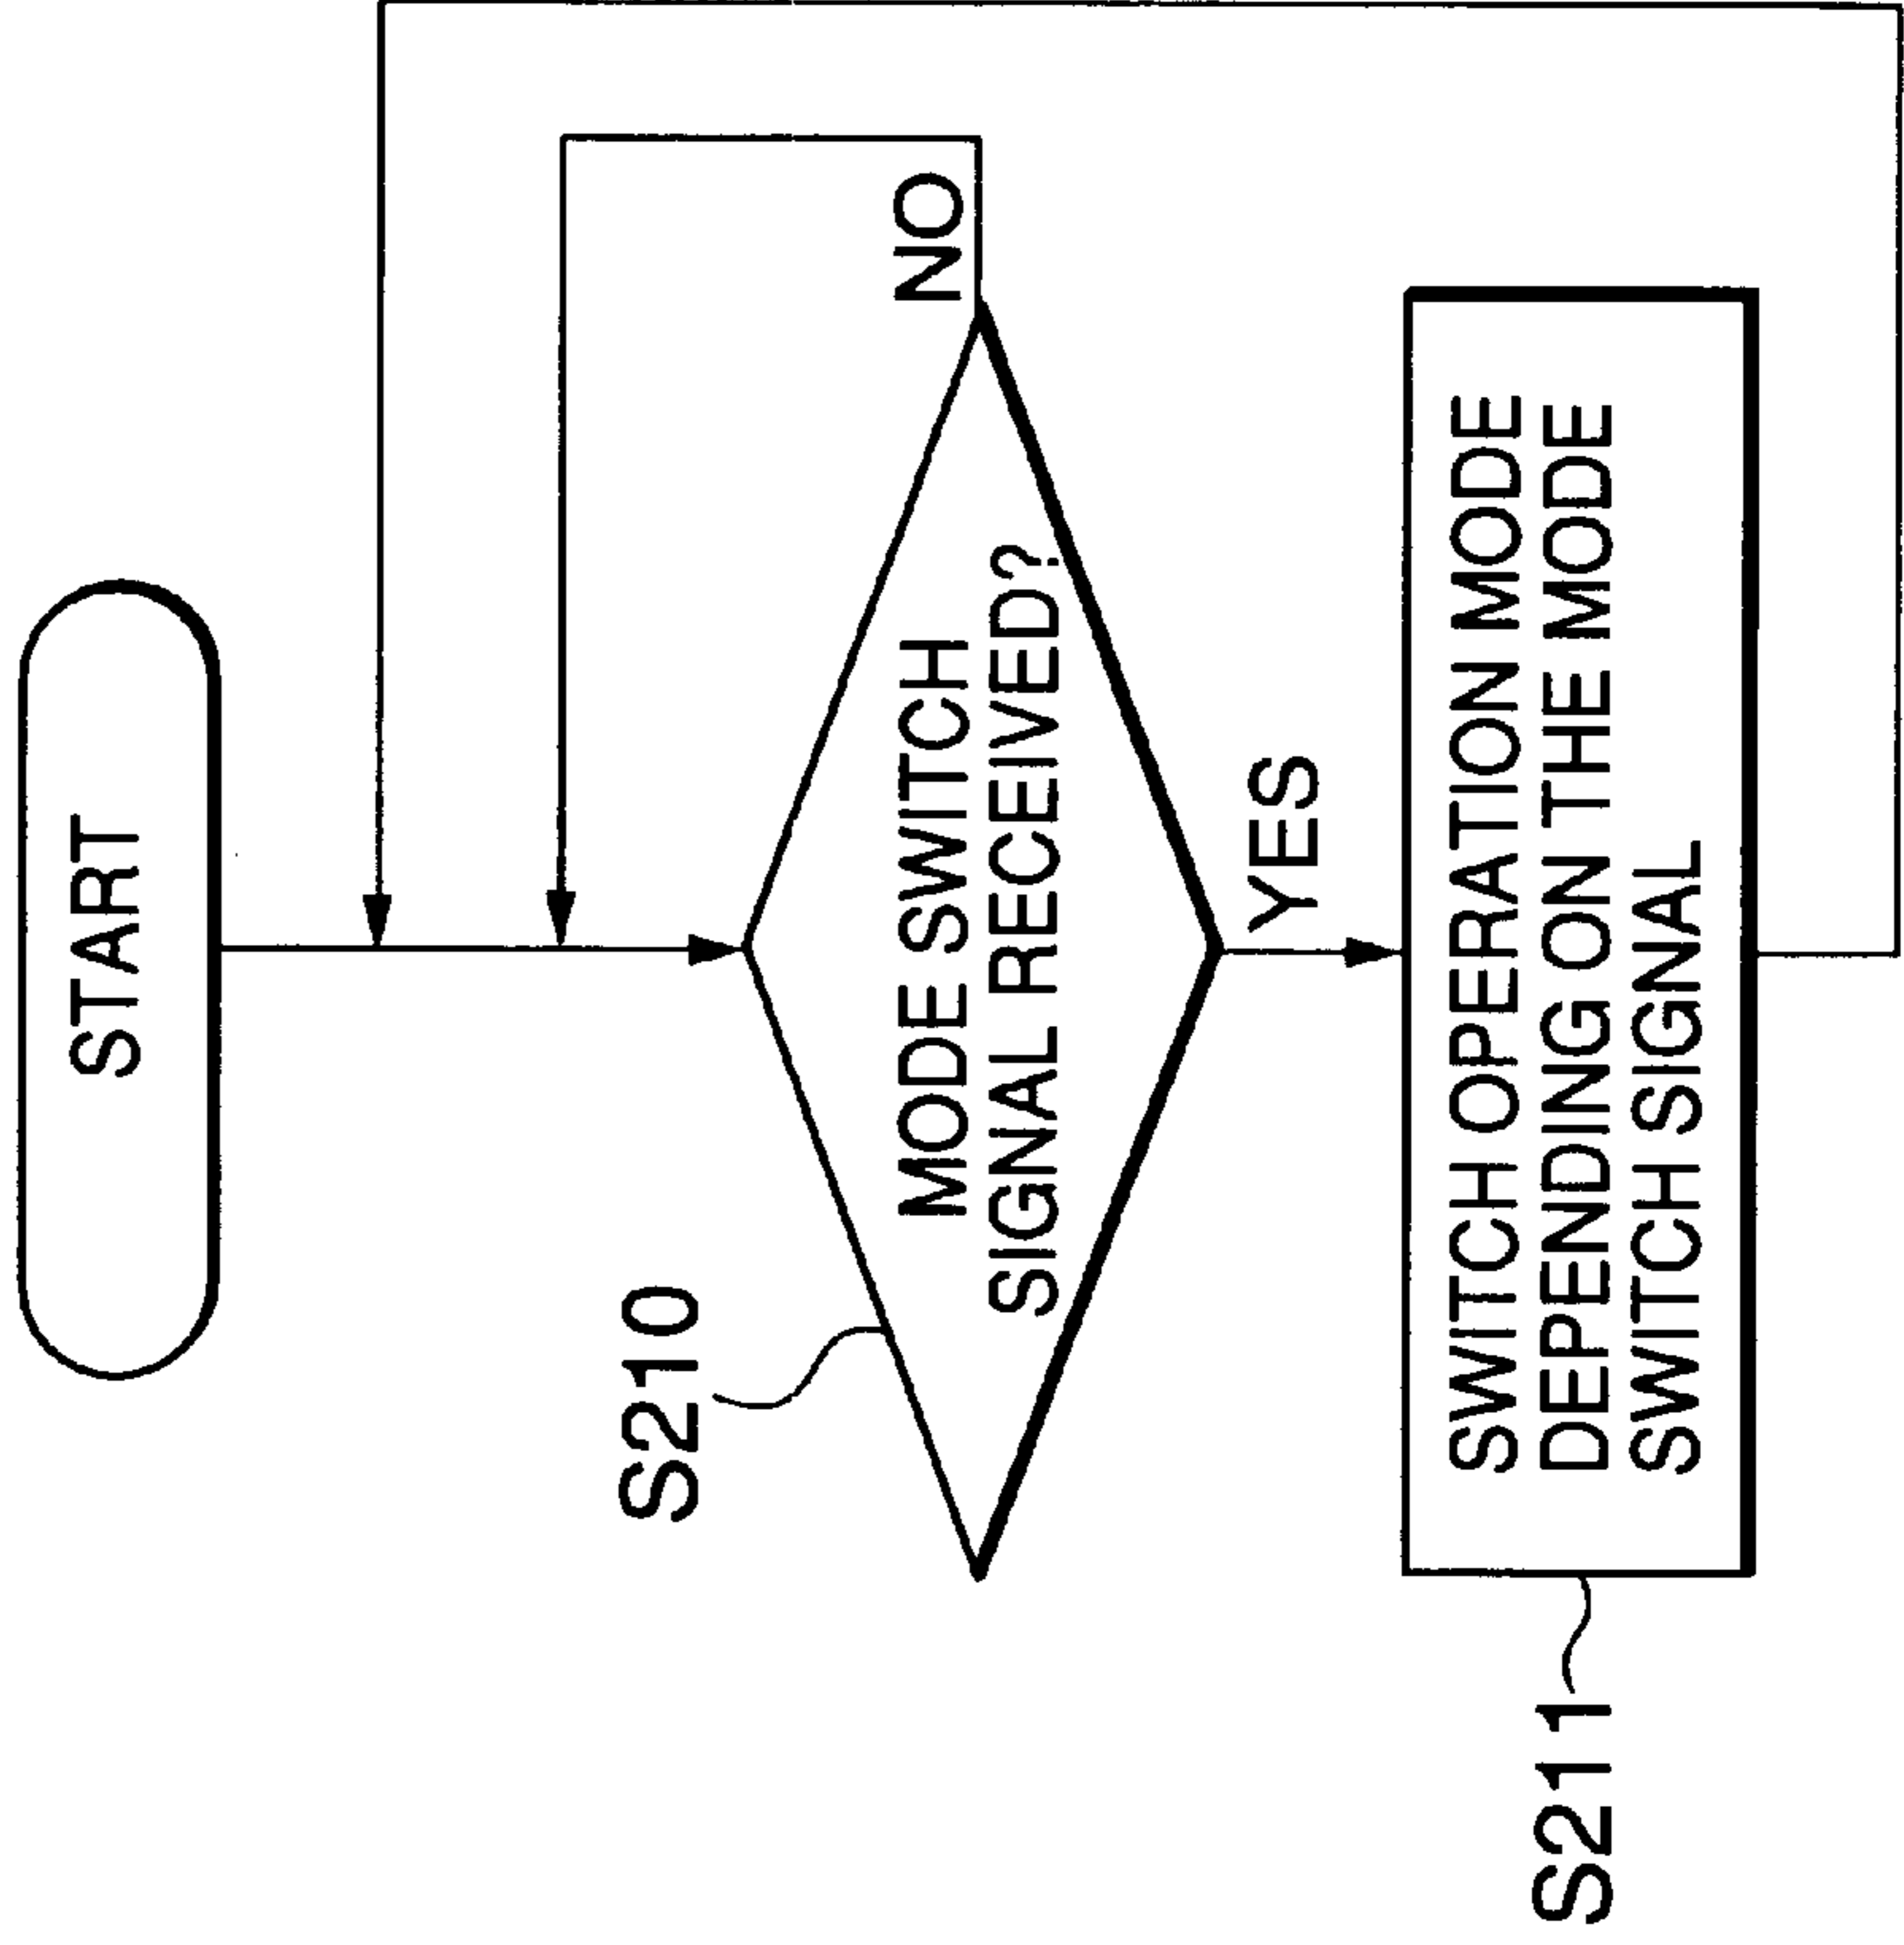 START
S210
MODE SWITCH
SIGNAL RECEIVED?
NO
YES
S211
SWITCH OPERATION MODE
DEPENDING ON THE MODE
SWITCH SIGNAL